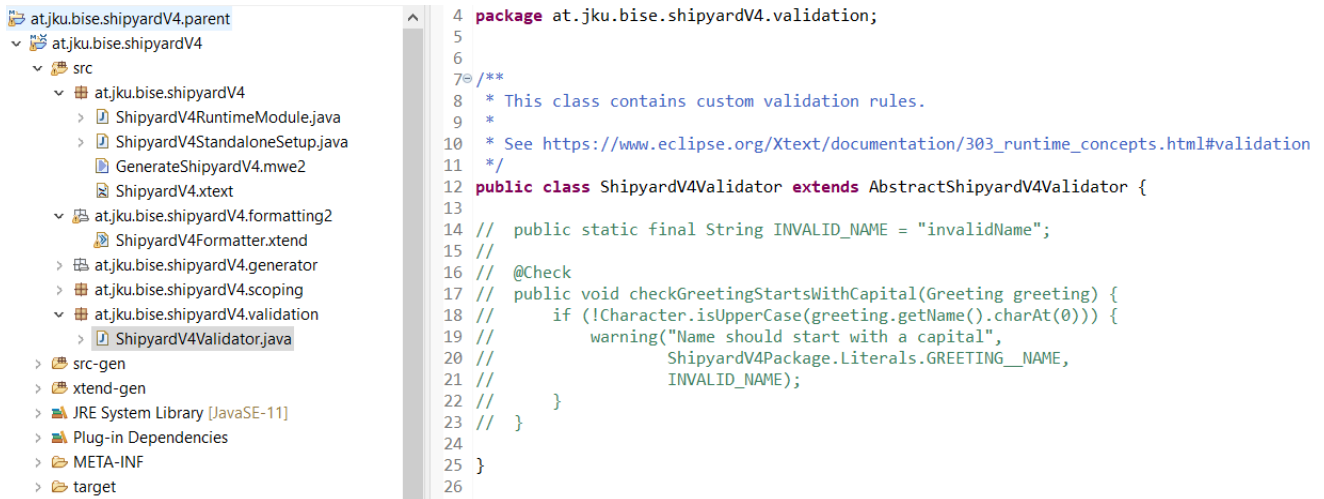 at.jku.bise.shipyardV4.parent
at.jku.bise.shipyardV4
src
at.jku.bise.shipyardV4
ShipyardV4RuntimeModule.java
ShipyardV4StandaloneSetup.java
GenerateShipyardV4.mwe2
ShipyardV4.xtext
at.jku.bise.shipyardV4.formatting2
ShipyardV4Formatter.xtend
at.jku.bise.shipyardV4.generator
at.jku.bise.shipyardV4.scoping
at.jku.bise.shipyardV4.validation
ShipyardV4Validator.java
src-gen
xtend-gen
JRE System Library [JavaSE-11]
Plug-in Dependencies
META-INF
target
4 package at.jku.bise.shipyardV4.validation;
5
6
7 /**
8 * This class contains custom validation rules.
9 *
10 * See https://www.eclipse.org/Xtext/documentation/303_runtime_concepts.html#validation
11 */
12 public class ShipyardV4Validator extends AbstractShipyardV4Validator {
13
14 // public static final String INVALID_NAME = "invalidName";
15 //
16 // @Check
17 // public void checkGreetingStartsWithCapital(Greeting greeting) {
18 // if (!Character.isUpperCase(greeting.getName().charAt(0))) {
19 // warning("Name should start with a capital",
20 // ShipyardV4Package.Literals.GREETING__NAME,
21 // INVALID_NAME);
22 // }
23 // }
24
25 }
26